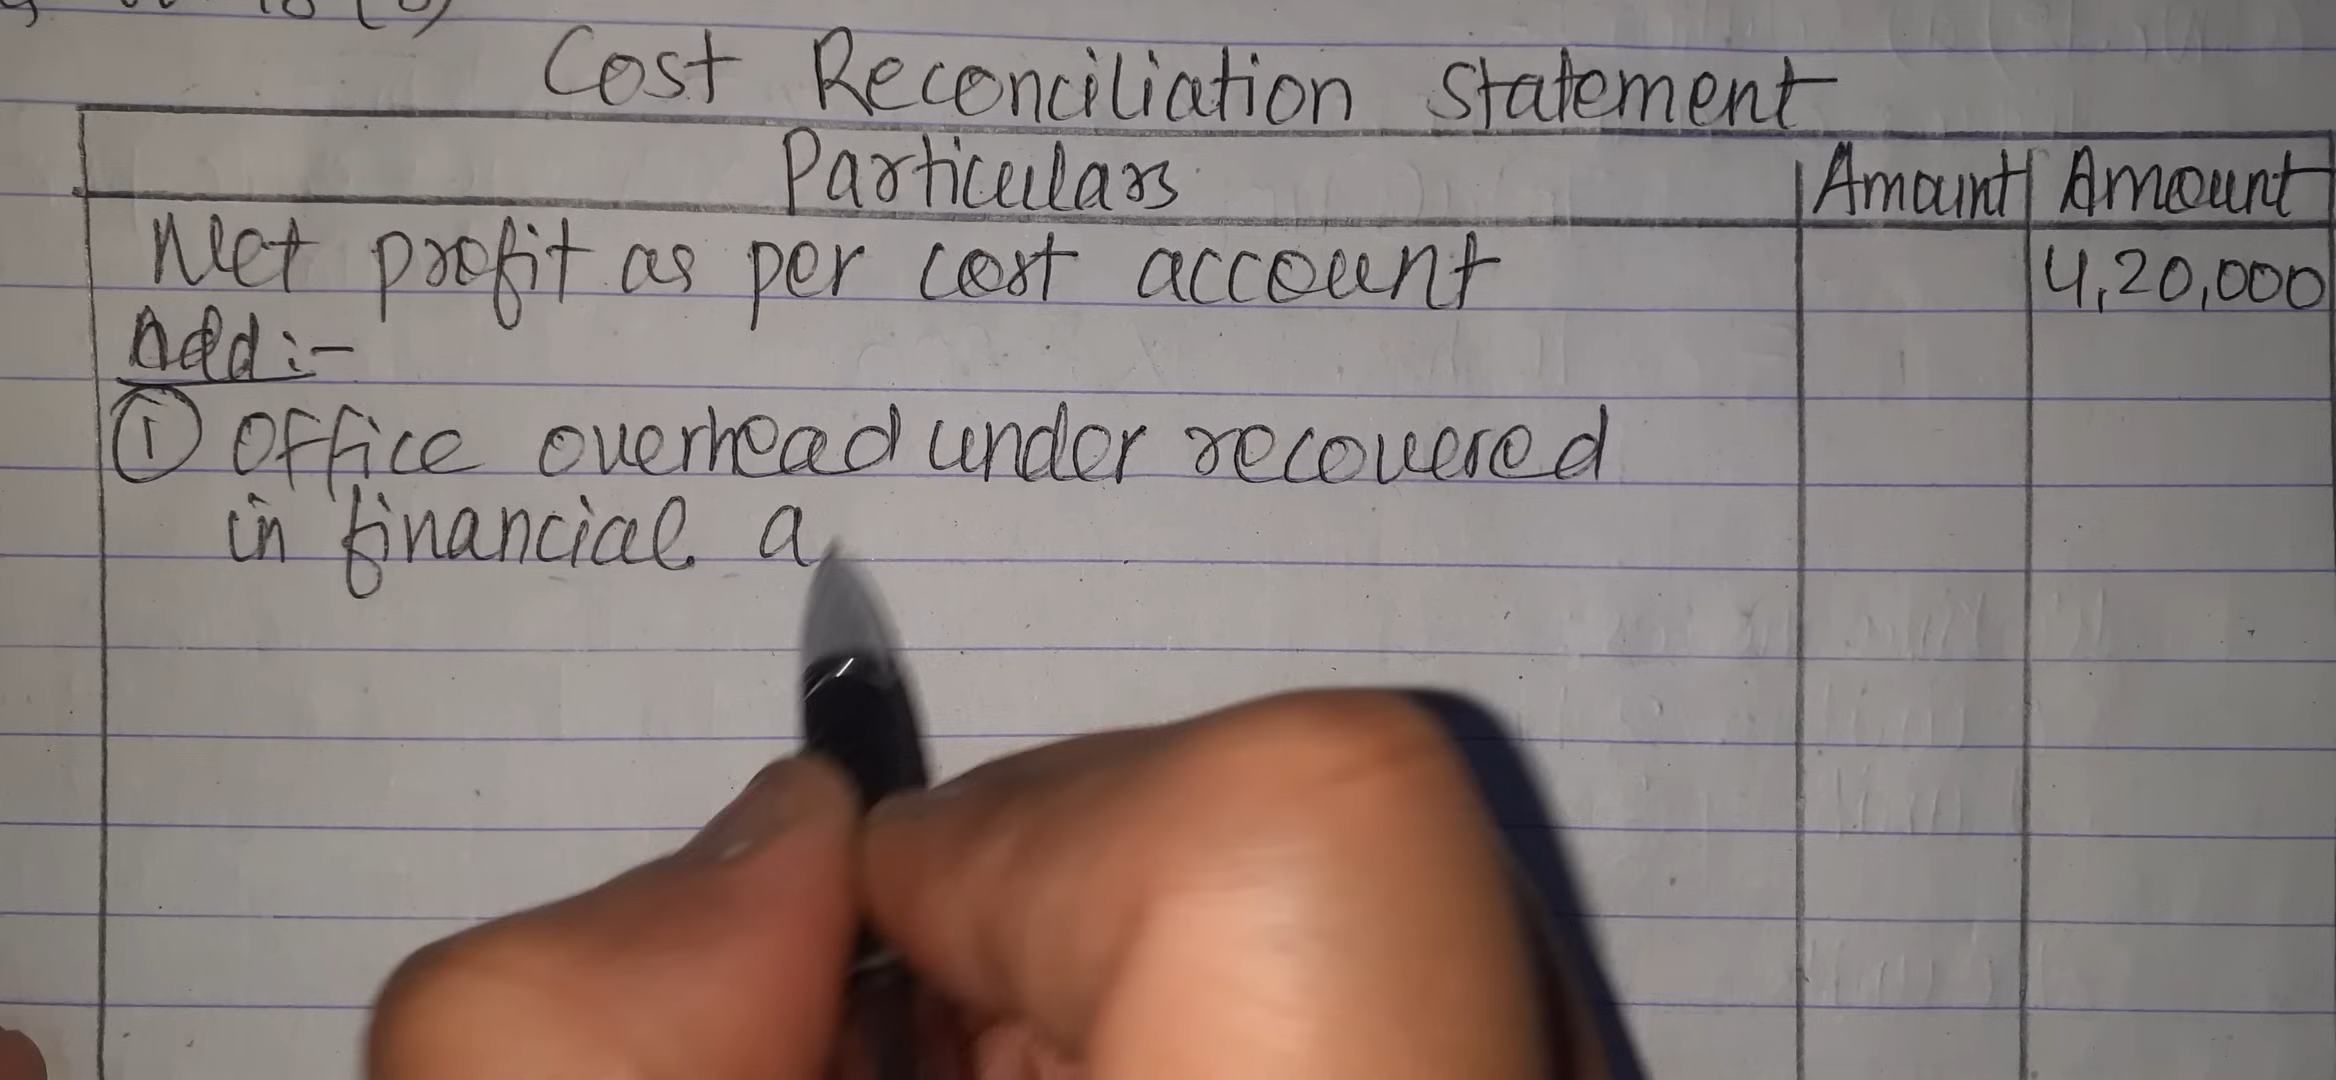 Cost Reconciliation Statement
Particulars Amount Amount
Net profit as per cost account 4,20,000
Add :-
① Office overhead under recovered
in financial a